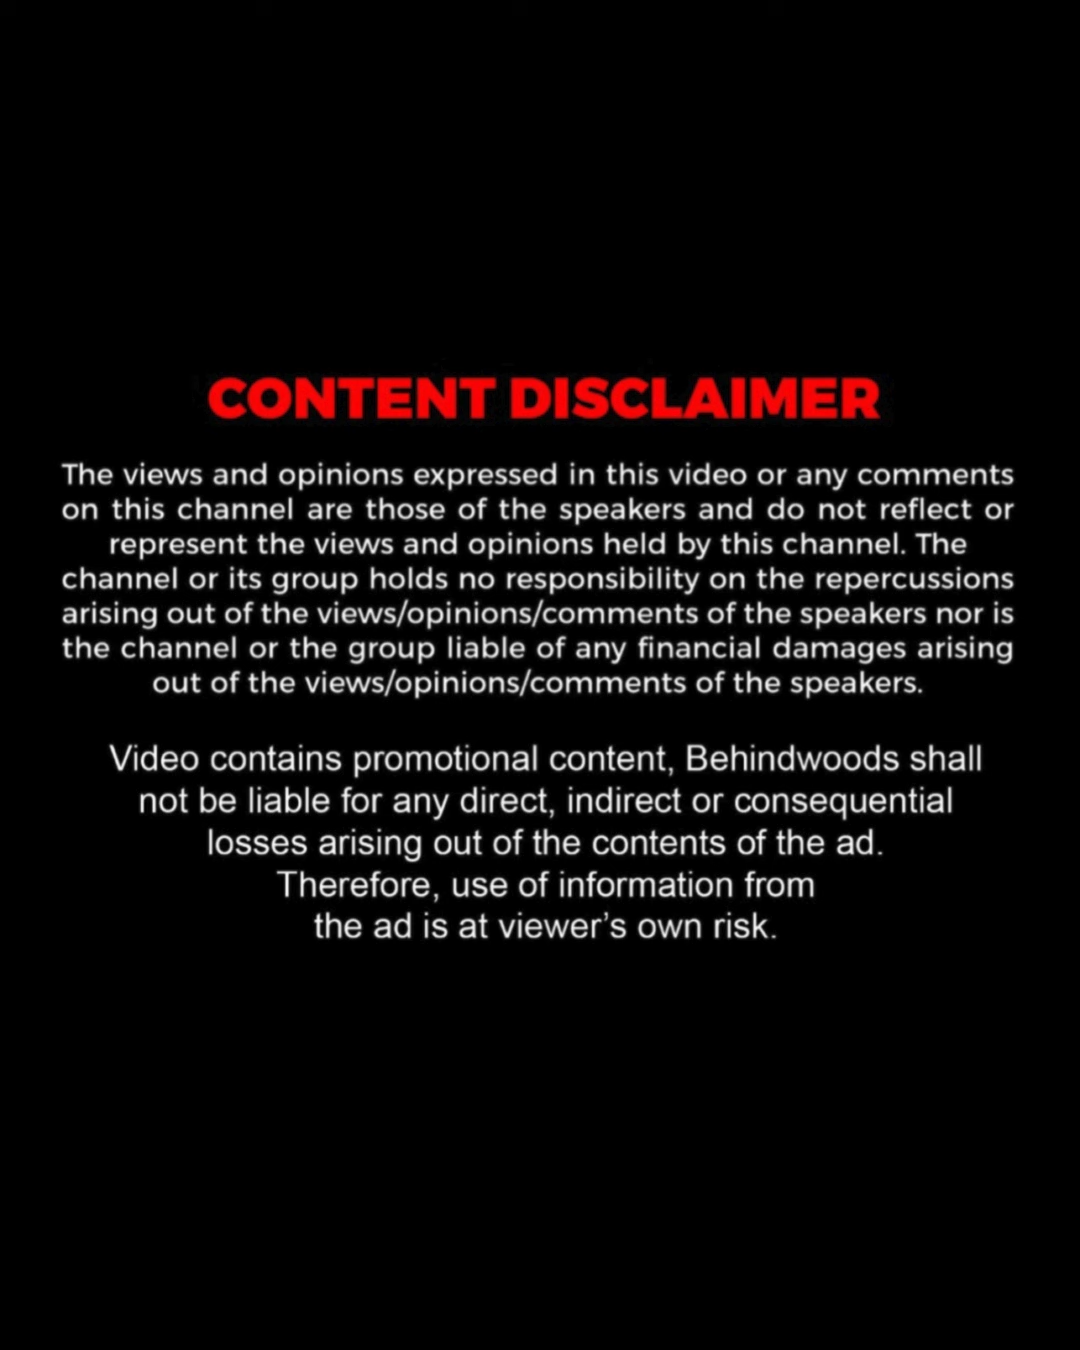 CONTENT DISCLAIMER
The views and opinions expressed in this video or any comments
on this channel are those of the speakers and do not reflect or
represent the views and opinions held by this channel. The
channel or its group holds no responsibility on the repercussions
arising out of the views/opinions/comments of the speakers nor is
the channel or the group liable of any financial damages arising
out of the views/opinions/comments of the speakers.
Video contains promotional content, Behindwoods shall
not be liable for any direct, indirect or consequential
losses arising out of the contents of the ad.
Therefore, use of information from
the ad is at viewer’s own risk.